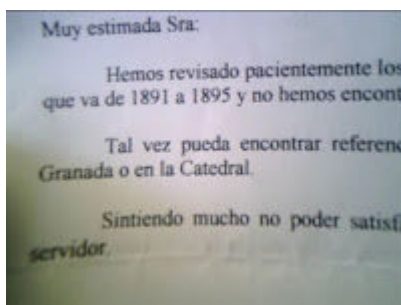 Muy estimada Sra:
Hemos revisado pacientemente los
que va de 1891 a 1895 y no hemos encont
Tal vez pueda encontrar referenc
Granada o en la Catedral.
Sintiendo mucho no poder satisf
servidor.